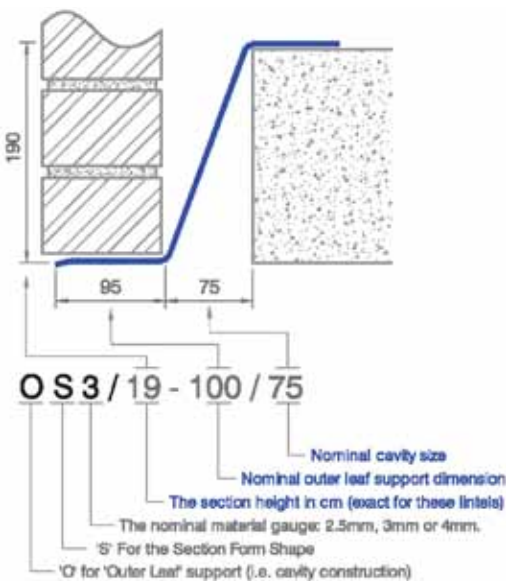 190
95
75
O S 3 / 19 - 100 / 75
Nominal cavity size
Nominal outer leaf support dimension
The section height in cm (exact for these lintels)
The nominal material gauge: 2.5mm, 3mm or 4mm.
'S' For the Section Form Shape
'O' for 'Outer Leaf' support (i.e. cavity construction)